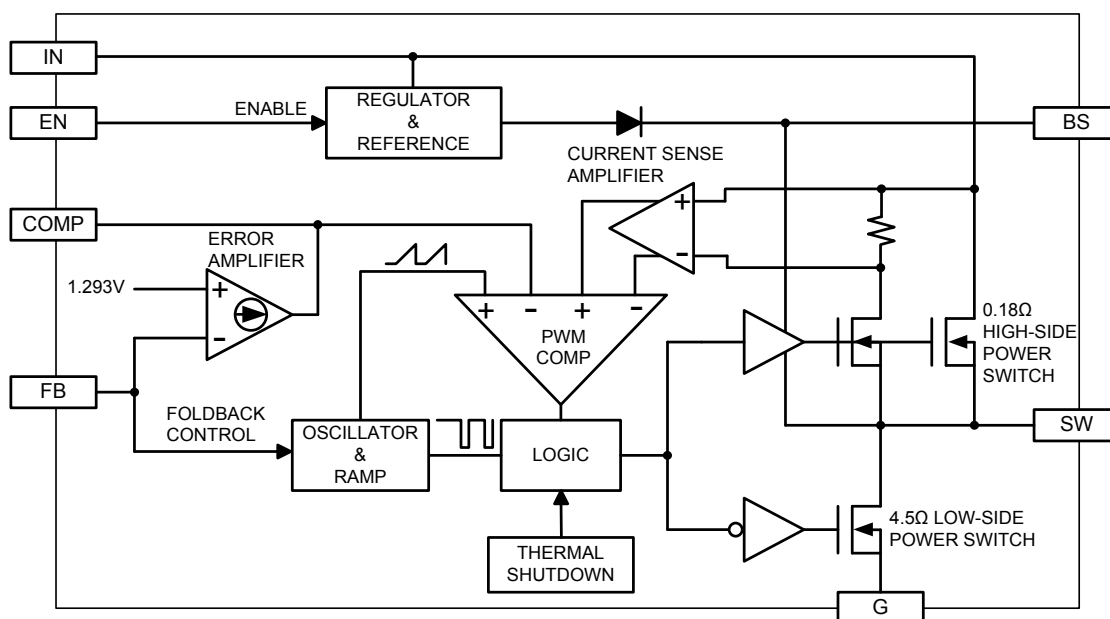 IN
EN
ENABLE
REGULATOR
&
REFERENCE
BS
CURRENT SENSE
AMPLIFIER
+
-
COMP
ERROR
AMPLIFIER
1.293V
+
-
+
-
+
-
PWM
COMP
0.18Ω
HIGH-SIDE
POWER
SWITCH
FB
FOLDBACK
CONTROL
OSCILLATOR
&
RAMP
LOGIC
SW
THERMAL
SHUTDOWN
4.5Ω LOW-SIDE
POWER SWITCH
G